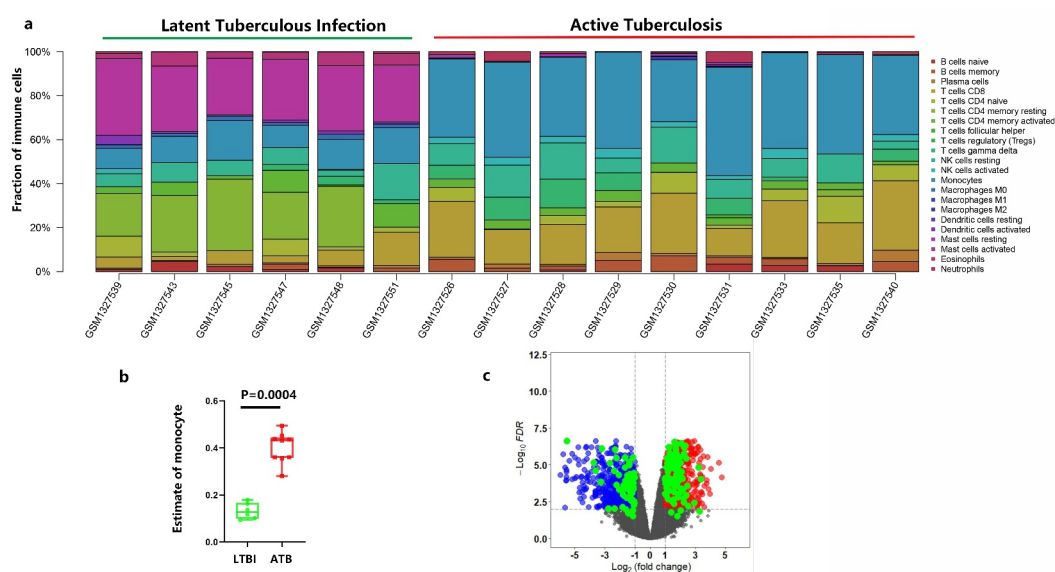 a
Latent Tuberculous Infection
Active Tuberculosis
Fraction of immune cells
100%
80%
60%
40%
20%
0%
GSM1327539
GSM1327543
GSM1327545
GSM1327547
GSM1327548
GSM1327551
GSM1327526
GSM1327527
GSM1327528
GSM1327529
GSM1327530
GSM1327531
GSM1327533
GSM1327535
GSM1327540
B cells naive
B cells memory
Plasma cells
T cells CD8
T cells CD4 naive
T cells CD4 memory resting
T cells CD4 memory activated
T cells follicular helper
T cells regulatory (Tregs)
T cells gamma delta
NK cells resting
NK cells activated
Monocytes
Macrophages M0
Macrophages M1
Macrophages M2
Dendritic cells resting
Dendritic cells activated
Mast cells resting
Mast cells activated
Eosinophils
Neutrophils
b
P=0.0004
Estimate of monocyte
0.6
0.4
0.2
0.0
LTBI ATB
c
12.5
7.5
5.0
2.5
0.0
-Log10 FDR
-5 -3 -1 0 1 3 5
Log2 (fold change)